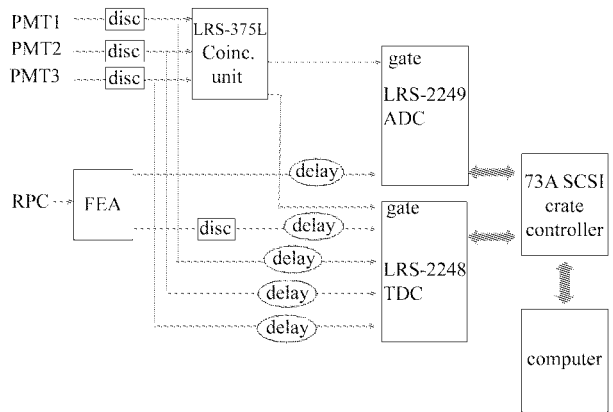 PMT1
disc
PMT2
disc
PMT3
disc
LRS-375L
Coinc.
unit
gate
LRS-2249
ADC
delay
RPC
FEA
disc
delay
gate
delay
LRS-2248
TDC
delay
delay
73A SCSI
crate
controller
computer